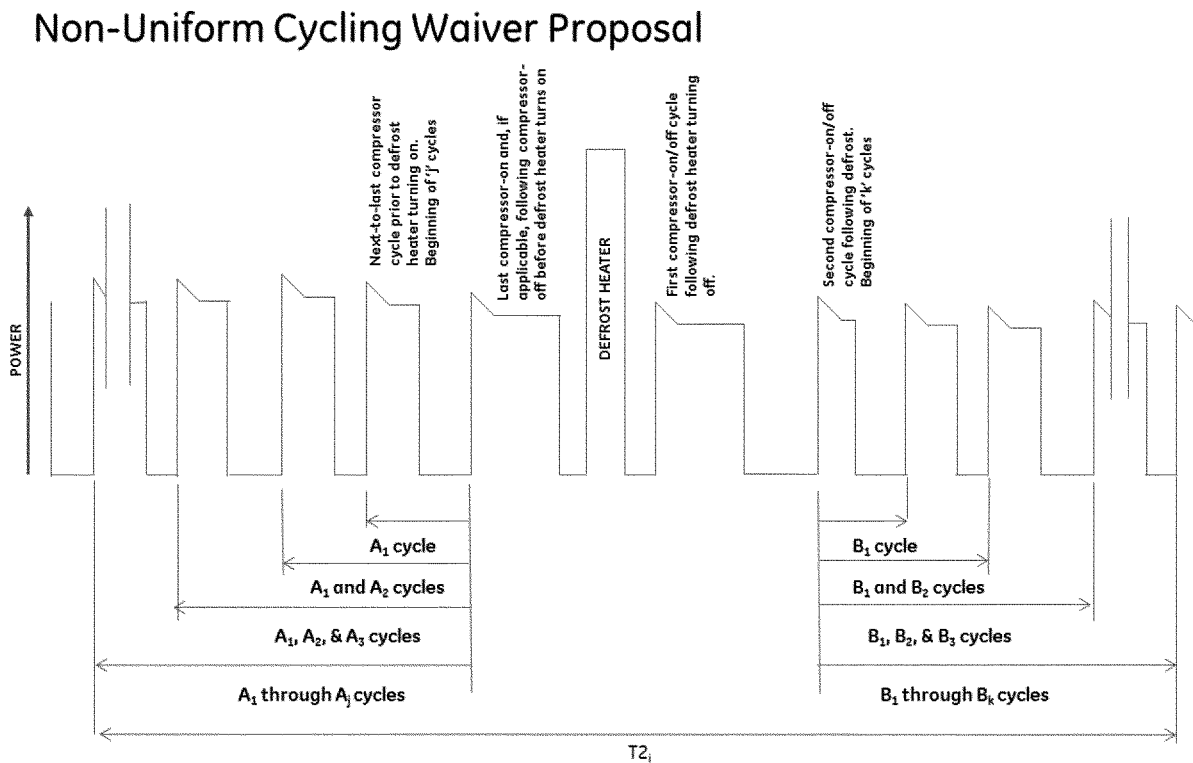 Non-Uniform Cycling Waiver Proposal
POWER
Next-to-last compressor
cycle prior to defrost
heater turning on.
Beginning of 'j' cycles
Last compressor-on and, if
applicable, following compressor-
off before defrost heater turns on
DEFROST HEATER
First compressor-on/off cycle
following defrost heater turning
off.
Second compressor-on/off
cycle following defrost.
Beginning of 'k' cycles
A₁ cycle
A₁ and A₂ cycles
A₁, A₂, & A₃ cycles
A₁ through Aⱼ cycles
B₁ cycle
B₁ and B₂ cycles
B₁, B₂, & B₃ cycles
B₁ through Bₖ cycles
T2ᵢ